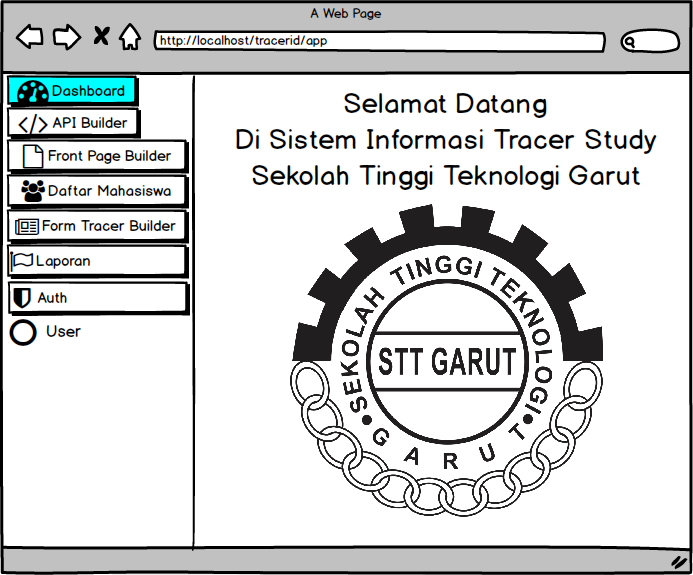 A Web Page
http://localhost/tracerid/app
Dashboard
API Builder
Front Page Builder
Daftar Mahasiswa
Form Tracer Builder
Laporan
Auth
User
Selamat Datang
Di Sistem Informasi Tracer Study
Sekolah Tinggi Teknologi Garut
SEKOLAH TINGGI TEKNOLOGI
STT GARUT
GARUT